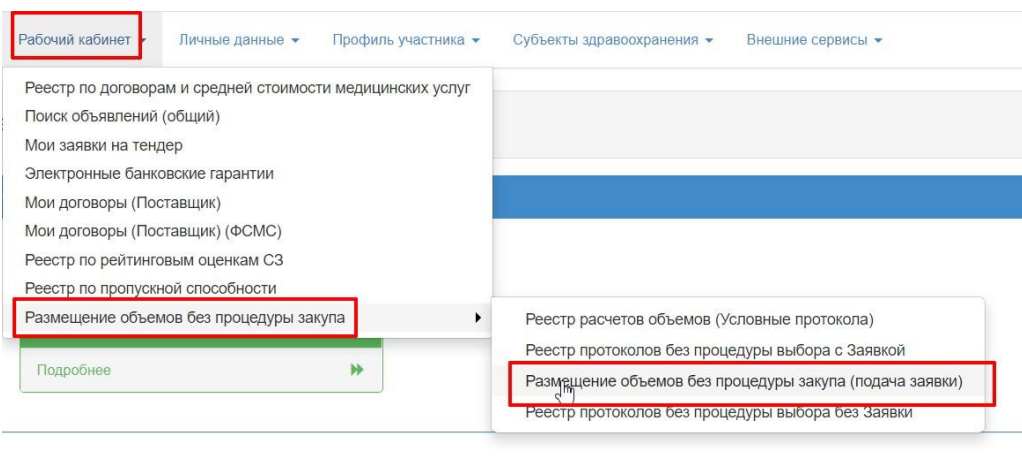 Рабочий кабинет Личные данные Профиль участника Субъекты здравоохранения Внешние сервисы
Реестр по договорам и средней стоимости медицинских услуг
Поиск объявлений (общий)
Мои заявки на тендер
Электронные банковские гарантии
Мои договоры (Поставщик)
Мои договоры (Поставщик) (ФСМС)
Реестр по рейтинговым оценкам СЗ
Реестр по пропускной способности
Размещение объемов без процедуры закупа
Подробнее
Реестр расчетов объемов (Условные протокола)
Реестр протоколов без процедуры выбора с Заявкой
Размещение объемов без процедуры закупа (подача заявки)
Реестр протоколов без процедуры выбора без Заявки